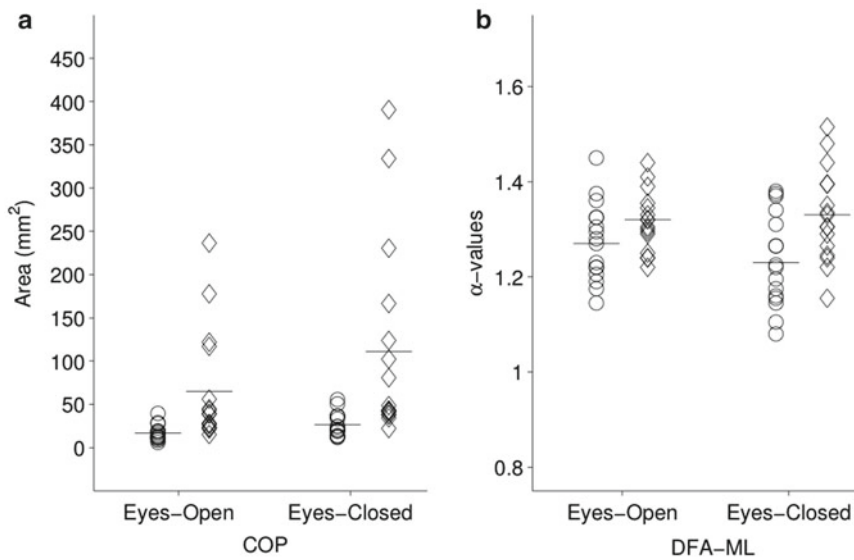 a
450
400
350
300
250
200
150
100
50
0
Area (mm²)
Eyes−Open
Eyes−Closed
COP
b
1.6
1.4
1.2
1
0.8
α−values
Eyes−Open
Eyes−Closed
DFA−ML